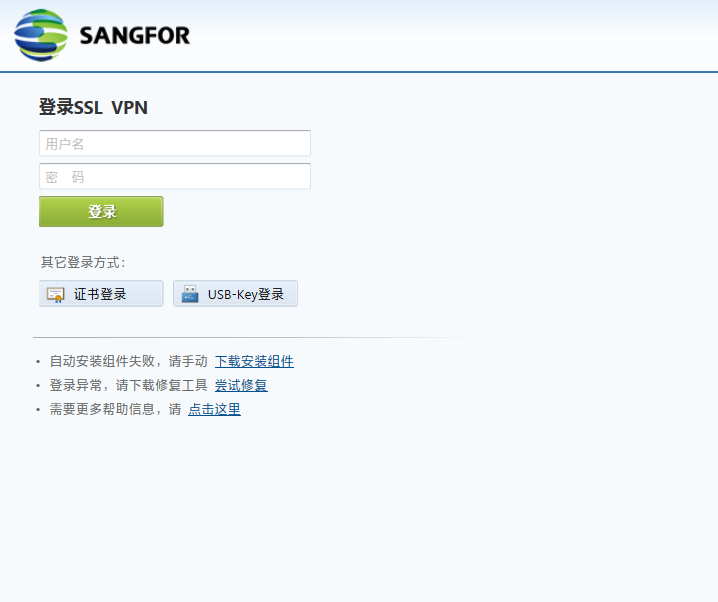 SANGFOR
登录SSL VPN
用户名
密 码
登录
其它登录方式：
证书登录 USB-Key登录
• 自动安装组件失败，请手动 下载安装组件
• 登录异常，请下载修复工具 尝试修复
• 需要更多帮助信息，请 点击这里